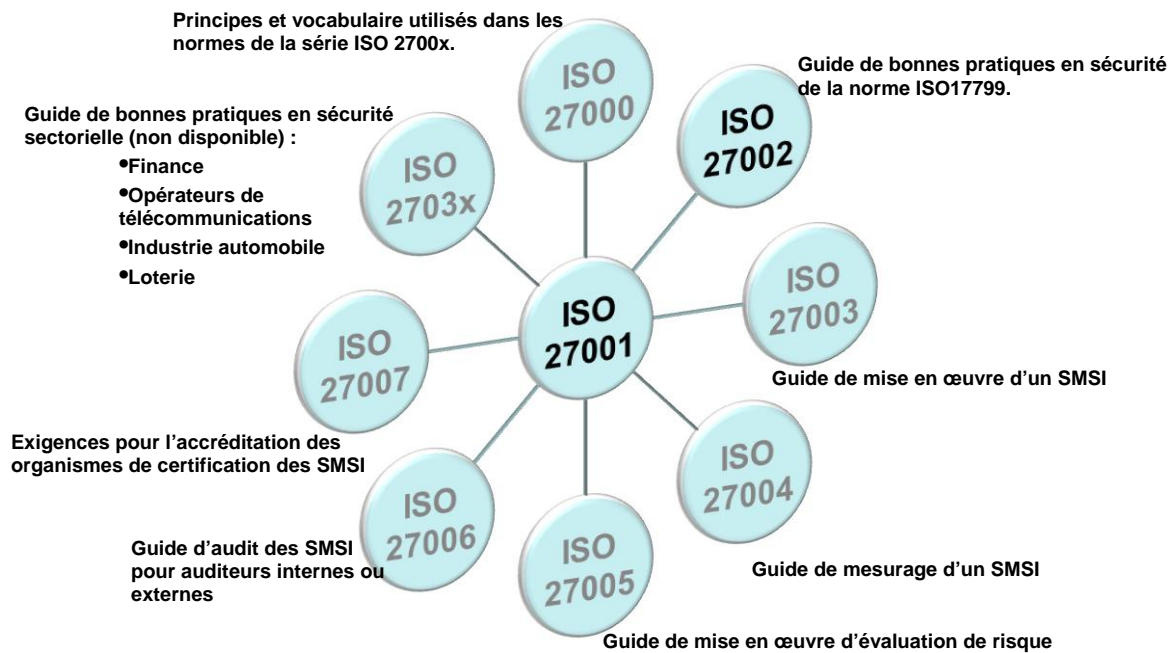 Principes et vocabulaire utilisés dans les
normes de la série ISO 2700x.
ISO
27000
Guide de bonnes pratiques en sécurité
de la norme ISO17799.
ISO
27002
Guide de bonnes pratiques en sécurité
sectorielle (non disponible) :
•Finance
•Opérateurs de
télécommunications
•Industrie automobile
•Loterie
ISO
2703x
ISO
27003
Guide de mise en œuvre d’un SMSI
ISO
27001
ISO
27007
Exigences pour l’accréditation des
organismes de certification des SMSI
ISO
27004
Guide de mesurage d’un SMSI
ISO
27006
Guide d’audit des SMSI
pour auditeurs internes ou
externes
ISO
27005
Guide de mise en œuvre d’évaluation de risque